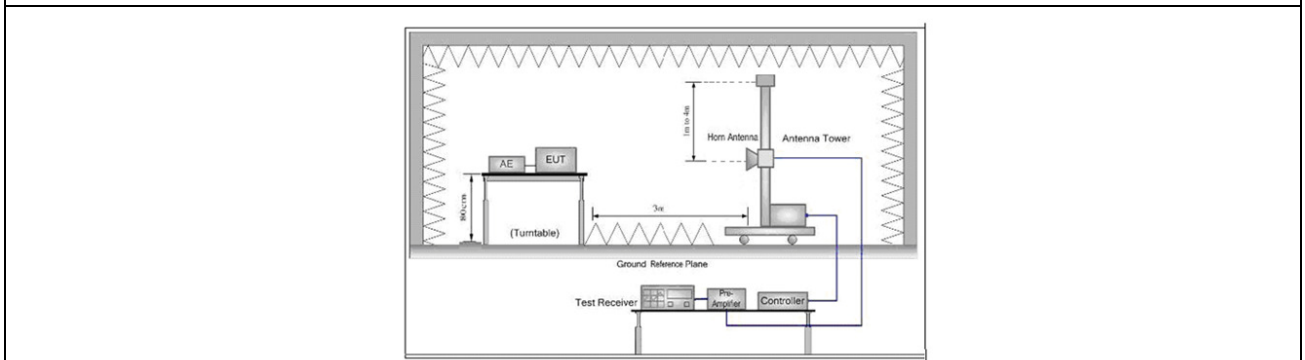 1m to 4m
Horn Antenna
Antenna Tower
AE
EUT
80cm
3m
(Turntable)
Ground Reference Plane
Test Receiver
Pre-
Amplifier
Controller